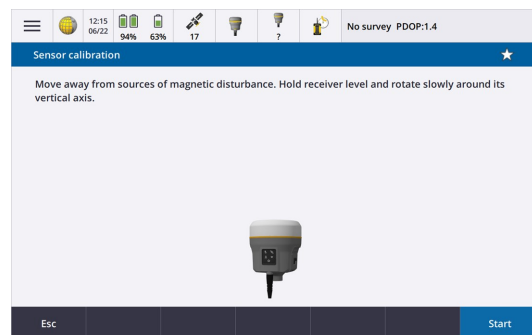 12:15
06/22
94%
63%
17
?
No survey PDOP:1.4
Sensor calibration
Move away from sources of magnetic disturbance. Hold receiver level and rotate slowly around its
vertical axis.
Esc
Start